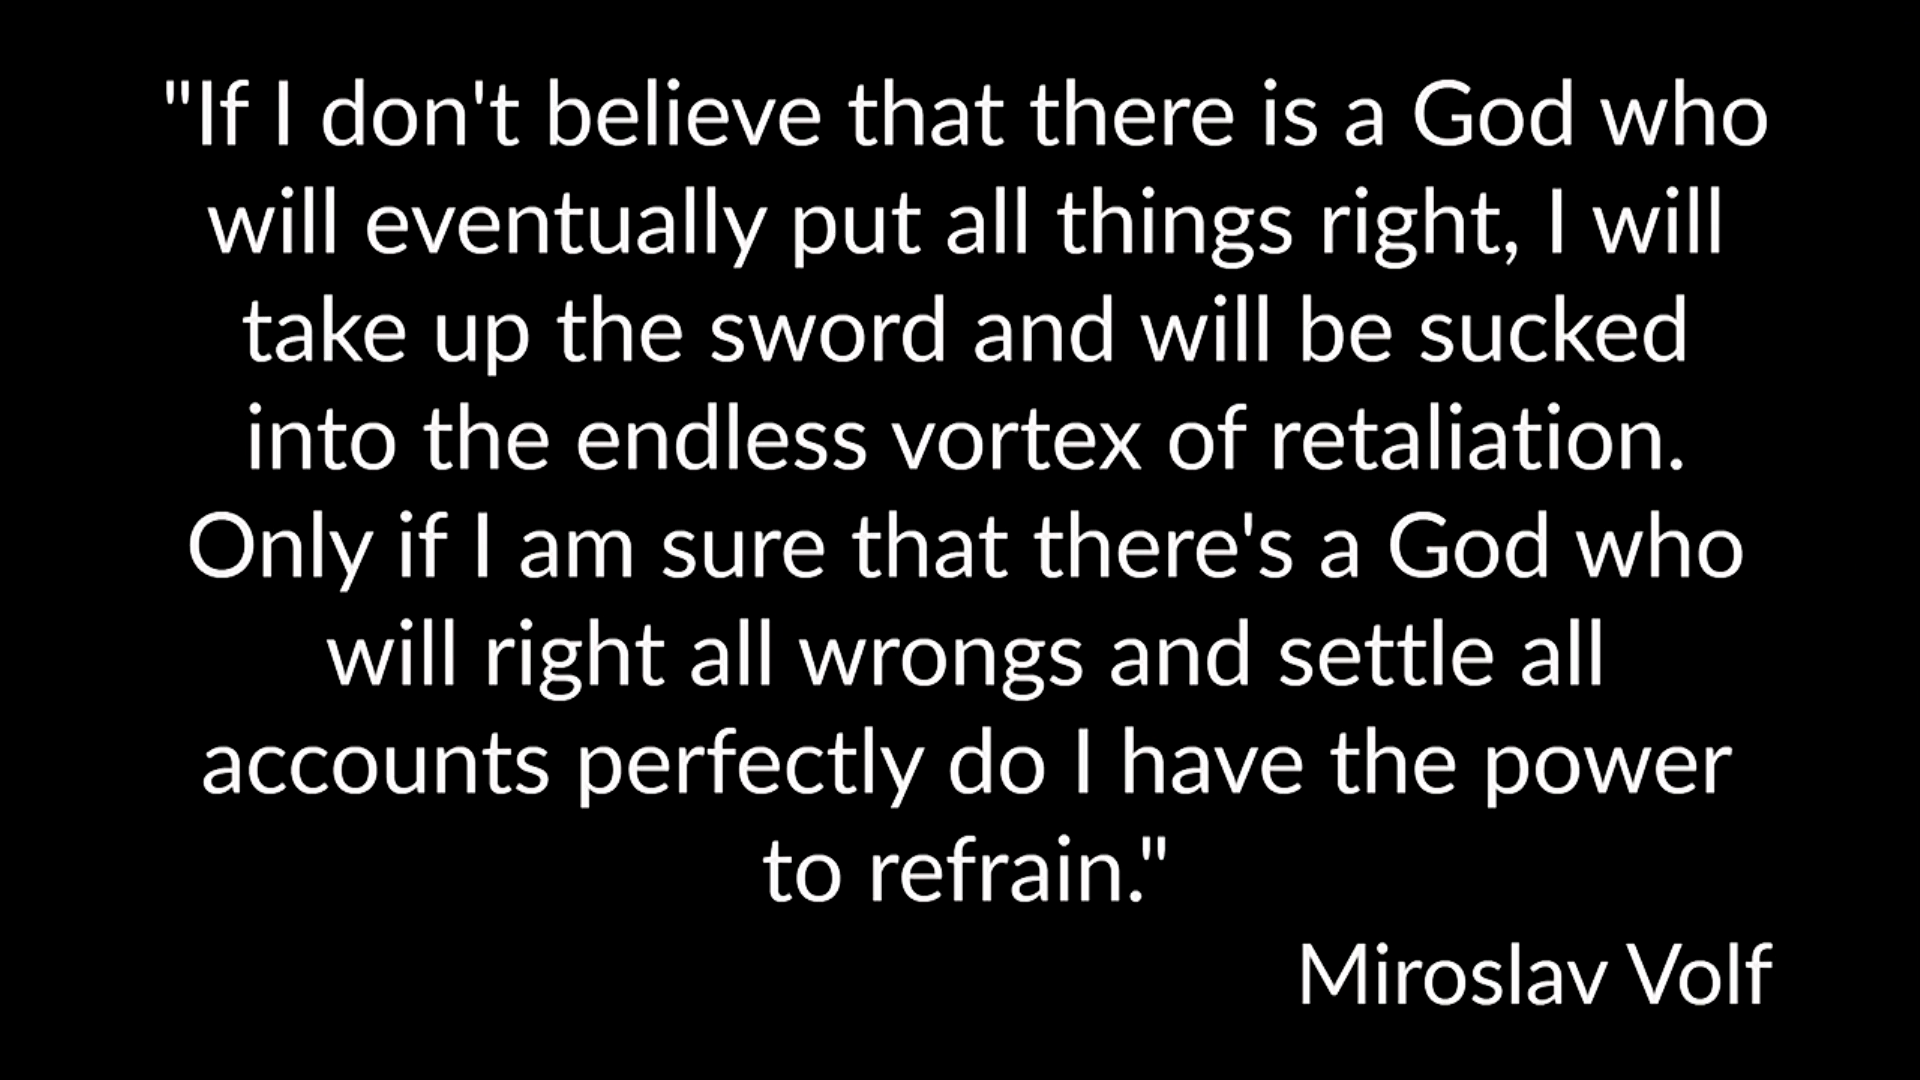 "If I don't believe that there is a God who
will eventually put all things right, I will
take up the sword and will be sucked
into the endless vortex of retaliation.
Only if I am sure that there's a God who
will right all wrongs and settle all
accounts perfectly do I have the power
to refrain."
Miroslav Volf